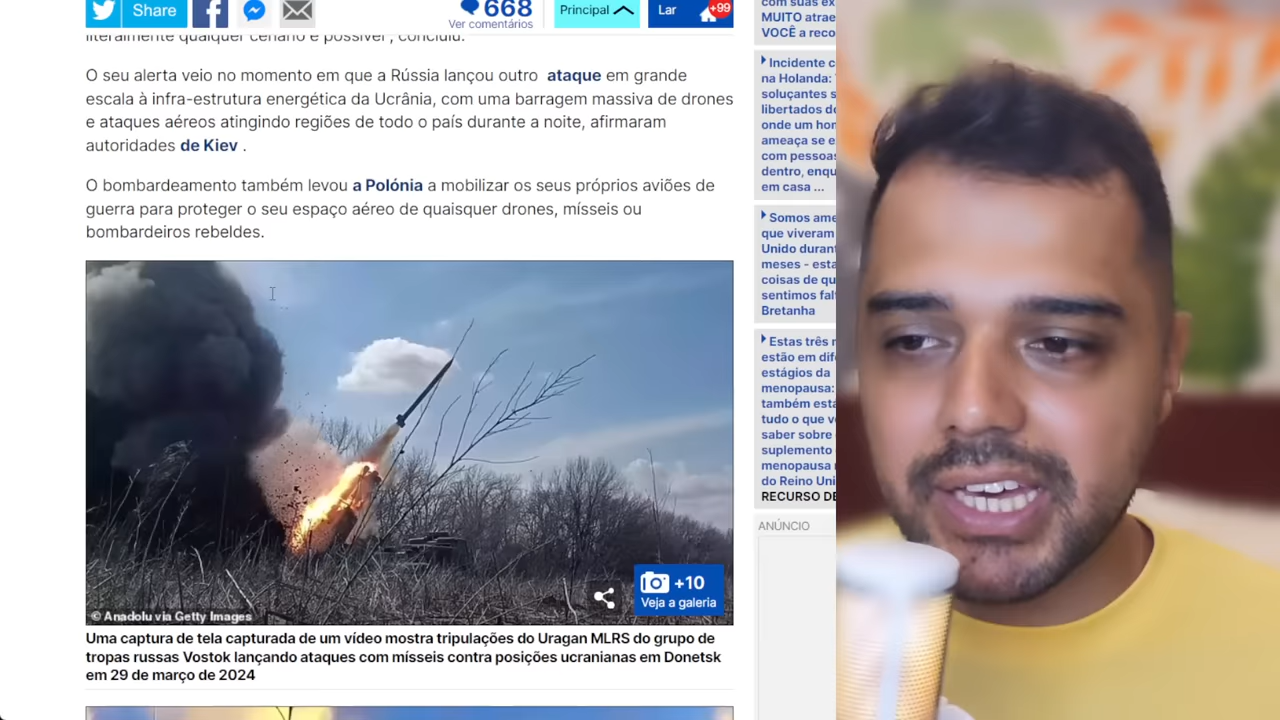 Share
668
Ver comentários
Principal
Lar
+99
literalmente qualquer cenário é possível', concluiu.
O seu alerta veio no momento em que a Rússia lançou outro ataque em grande
escala à infra-estrutura energética da Ucrânia, com uma barragem massiva de drones
e ataques aéreos atingindo regiões de todo o país durante a noite, afirmaram
autoridades de Kiev .
O bombardeamento também levou a Polónia a mobilizar os seus próprios aviões de
guerra para proteger o seu espaço aéreo de quaisquer drones, mísseis ou
bombardeiros rebeldes.
+10
Veja a galeria
© Anadolu via Getty Images
Uma captura de tela capturada de um vídeo mostra tripulações do Uragan MLRS do grupo de
tropas russas Vostok lançando ataques com mísseis contra posições ucranianas em Donetsk
em 29 de março de 2024
com suas ex
MUITO atrae
VOCÊ a reco
Incidente c
na Holanda:
soluçantes s
libertados de
onde um hom
ameaça se e
com pessoas
dentro, enqu
em casa ...
Somos ame
que viveram
Unido duran
meses - esta
coisas de qu
sentimos fal
Bretanha
Estas três m
estão em dif
estágios da
menopausa:
também esta
tudo o que v
saber sobre
suplemento
menopausa
do Reino Uni
RECURSO DE
ANÚNCIO